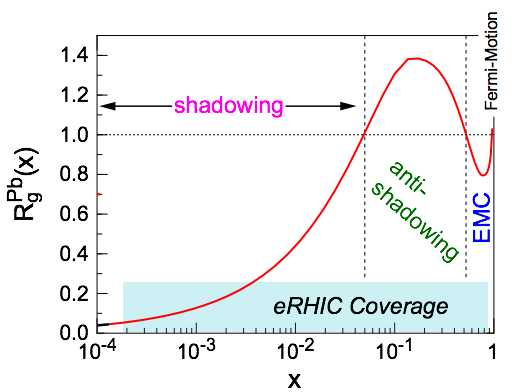 Fermi-Motion
1.4
1.2
shadowing
1.0
R_g^Pb(x)
0.8
anti-
shadowing
EMC
0.6
0.4
0.2
eRHIC Coverage
0.0
10^-4
10^-3
10^-2
10^-1
1
x